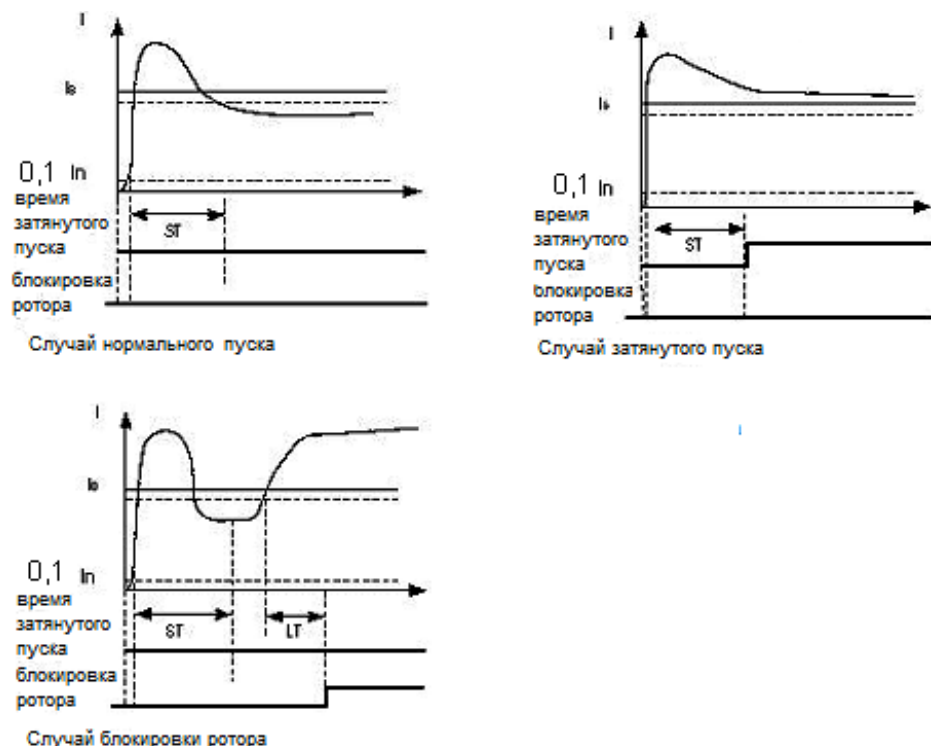 I
Is
0,1 In
время
затянутого
пуска
ST
блокировка
ротора
Случай нормального пуска
I
Is
0,1 In
время
затянутого
пуска
ST
блокировка
ротора
Случай затянутого пуска
I
Is
0,1 In
время
затянутого
пуска
ST
LT
блокировка
ротора
Случай блокировки ротора